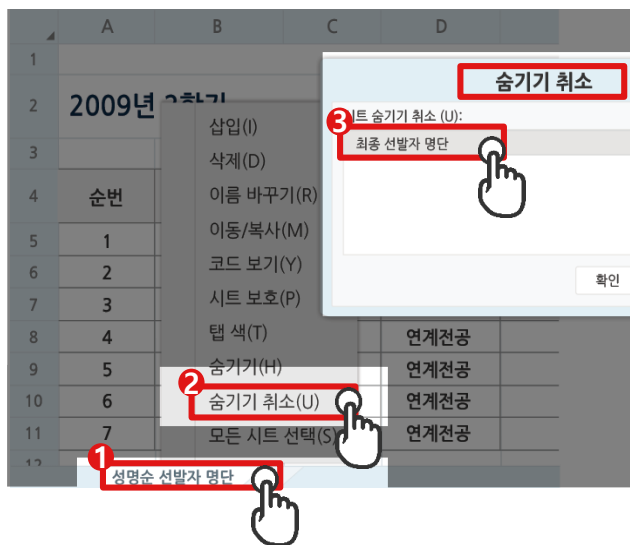 A B C D
1
숨기기 취소
2 2009년 2학기
삽입(I)
3
시트 숨기기 취소 (U):
3 삭제(D)
최종 선발자 명단
4 순번 이름 바꾸기(R)
5 1 이동/복사(M)
6 2 코드 보기(Y)
확인
7 3 시트 보호(P)
8 4 탭 색(T) 연계전공
9 5 숨기기(H) 연계전공
2
10 6 숨기기 취소(U) 연계전공
11 7 모든 시트 선택(S) 연계전공
1
12
성명순 선발자 명단